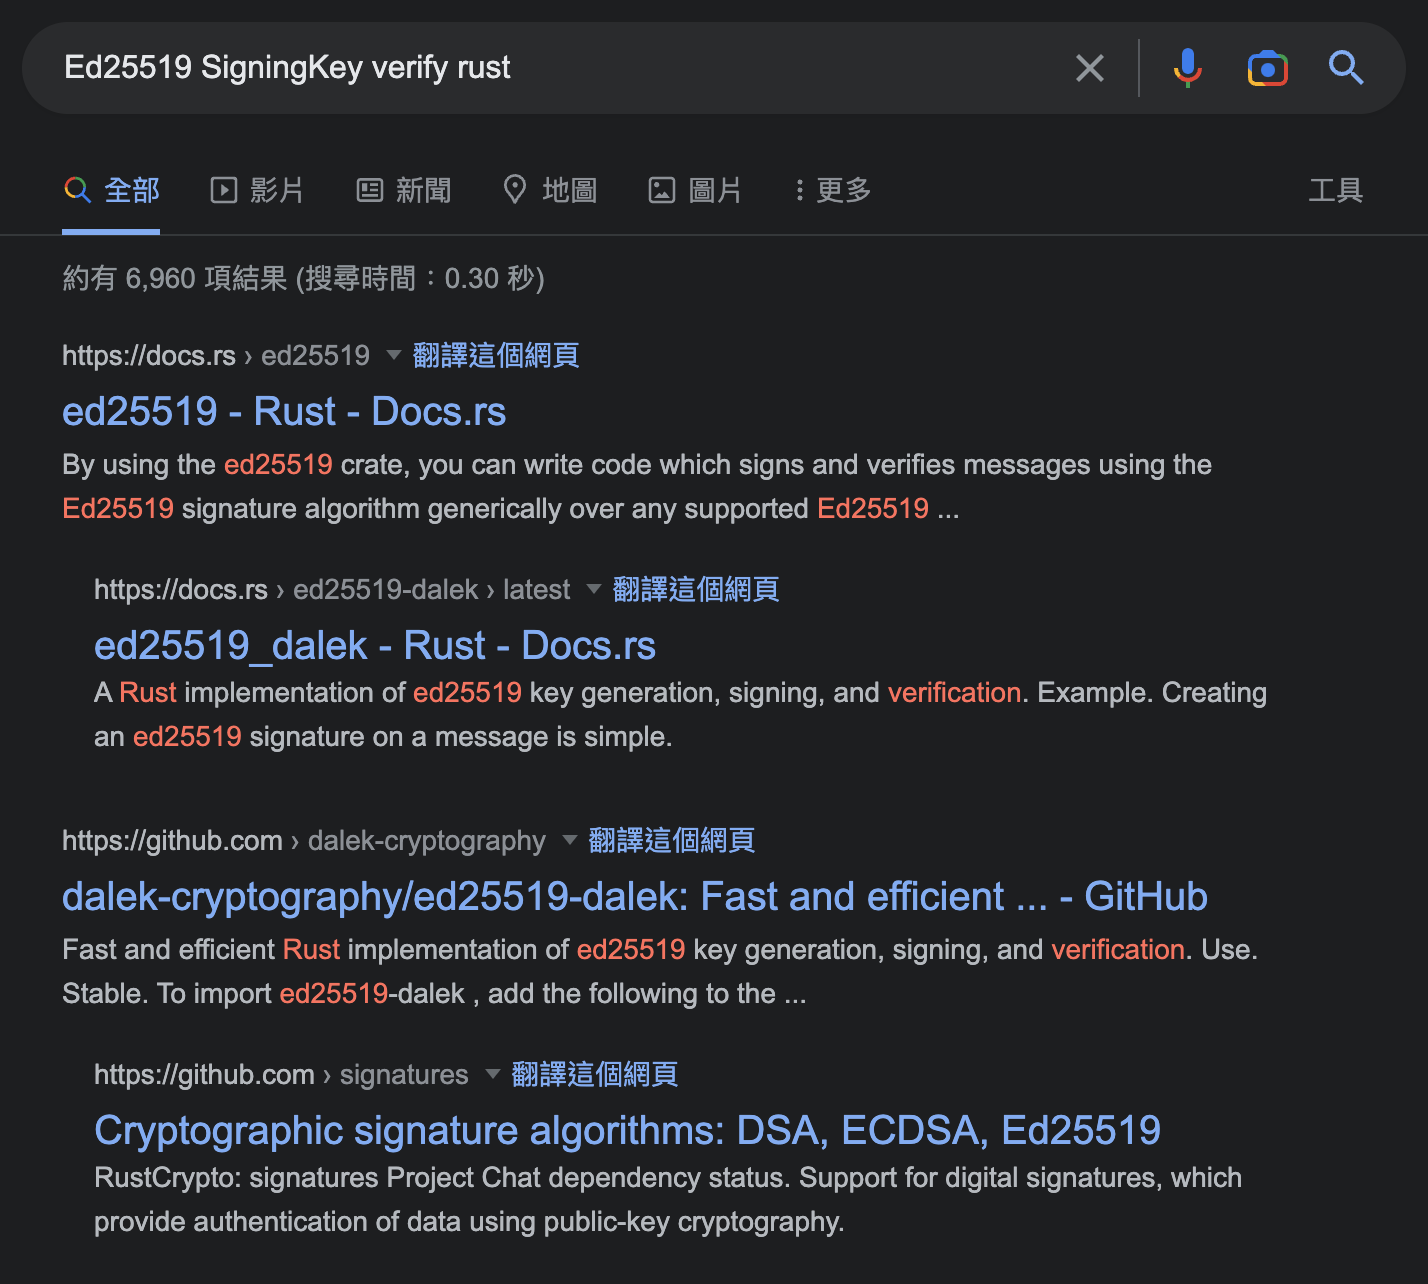 Ed25519 SigningKey verify rust
全部 影片 新聞 地圖 圖片 更多 工具
約有 6,960 項結果 (搜尋時間：0.30 秒)
https://docs.rs › ed25519 翻譯這個網頁
ed25519 - Rust - Docs.rs
By using the ed25519 crate, you can write code which signs and verifies messages using the
Ed25519 signature algorithm generically over any supported Ed25519 ...
https://docs.rs › ed25519-dalek › latest 翻譯這個網頁
ed25519_dalek - Rust - Docs.rs
A Rust implementation of ed25519 key generation, signing, and verification. Example. Creating
an ed25519 signature on a message is simple.
https://github.com › dalek-cryptography 翻譯這個網頁
dalek-cryptography/ed25519-dalek: Fast and efficient ... - GitHub
Fast and efficient Rust implementation of ed25519 key generation, signing, and verification. Use.
Stable. To import ed25519-dalek , add the following to the ...
https://github.com › signatures 翻譯這個網頁
Cryptographic signature algorithms: DSA, ECDSA, Ed25519
RustCrypto: signatures Project Chat dependency status. Support for digital signatures, which
provide authentication of data using public-key cryptography.